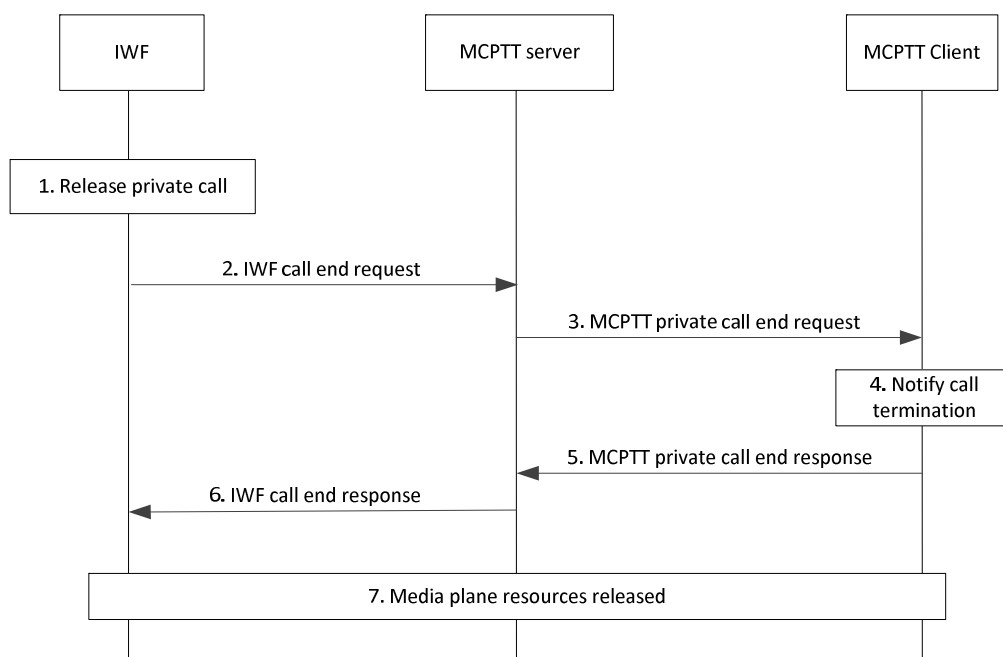 IWF
MCPTT server
MCPTT Client
1. Release private call
2. IWF call end request
3. MCPTT private call end request
4. Notify call
termination
5. MCPTT private call end response
6. IWF call end response
7. Media plane resources released